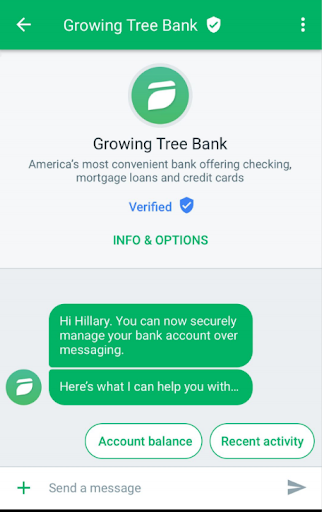 Growing Tree Bank
Growing Tree Bank
America's most convenient bank offering checking,
mortgage loans and credit cards
Verified
INFO & OPTIONS
Hi Hillary. You can now securely
manage your bank account over
messaging.
Here's what I can help you with...
Account balance
Recent activity
Send a message